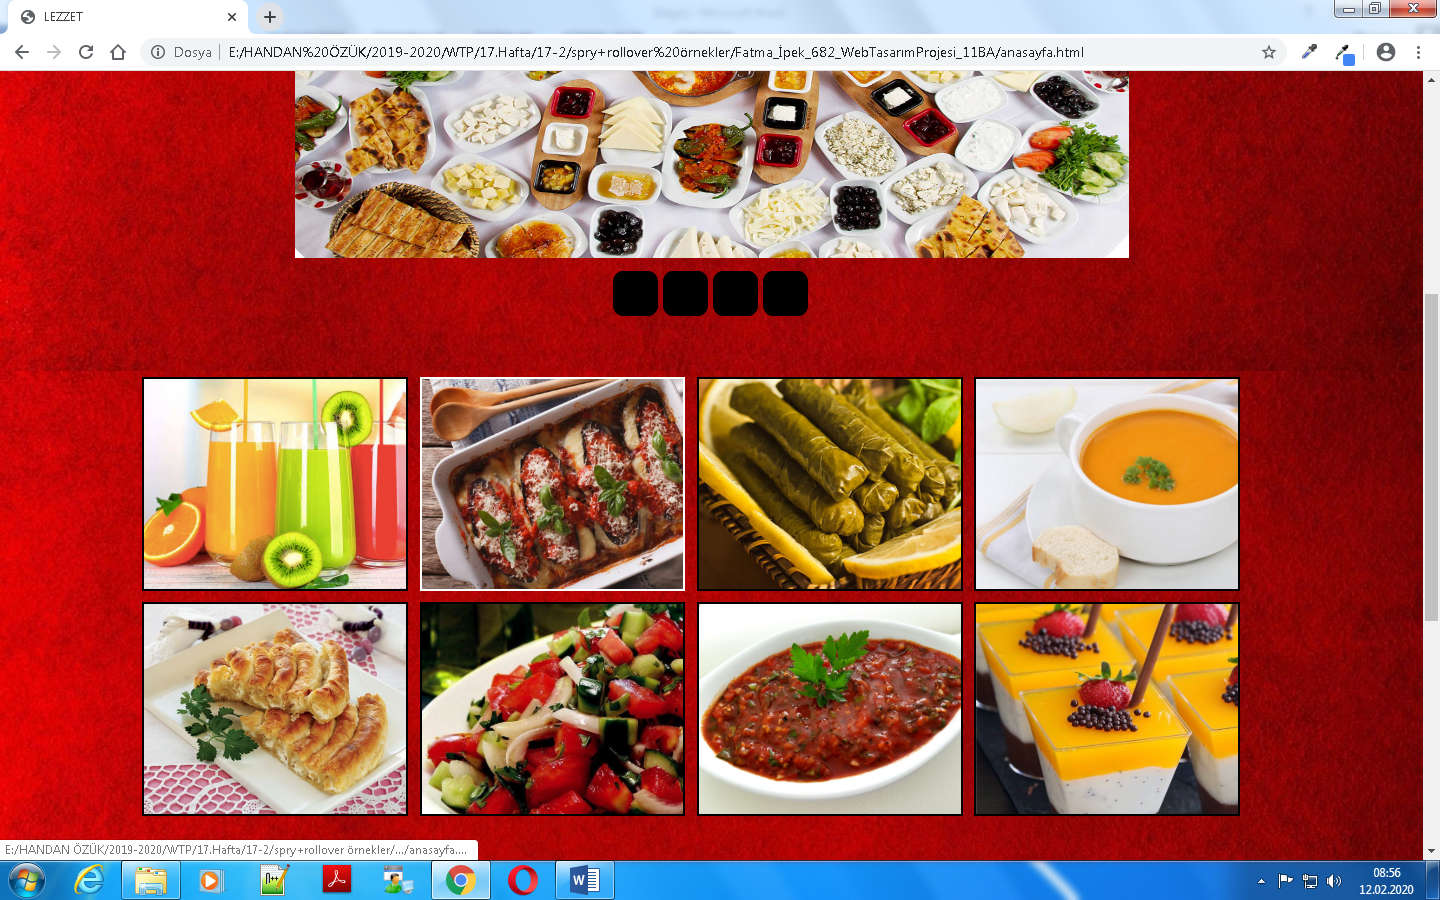 LEZZET
Dosya
E:/HANDAN%20ÖZÜK/2019-2020/WTP/17.Hafta/17-2/spry+rollover%20örnekler/Fatma_İpek_682_WebTasarımProjesi_11BA/anasayfa.html
E:/HANDAN ÖZÜK/2019-2020/WTP/17.Hafta/17-2/spry+rollover örnekler/.../anasayfa....
08:56
12.02.2020